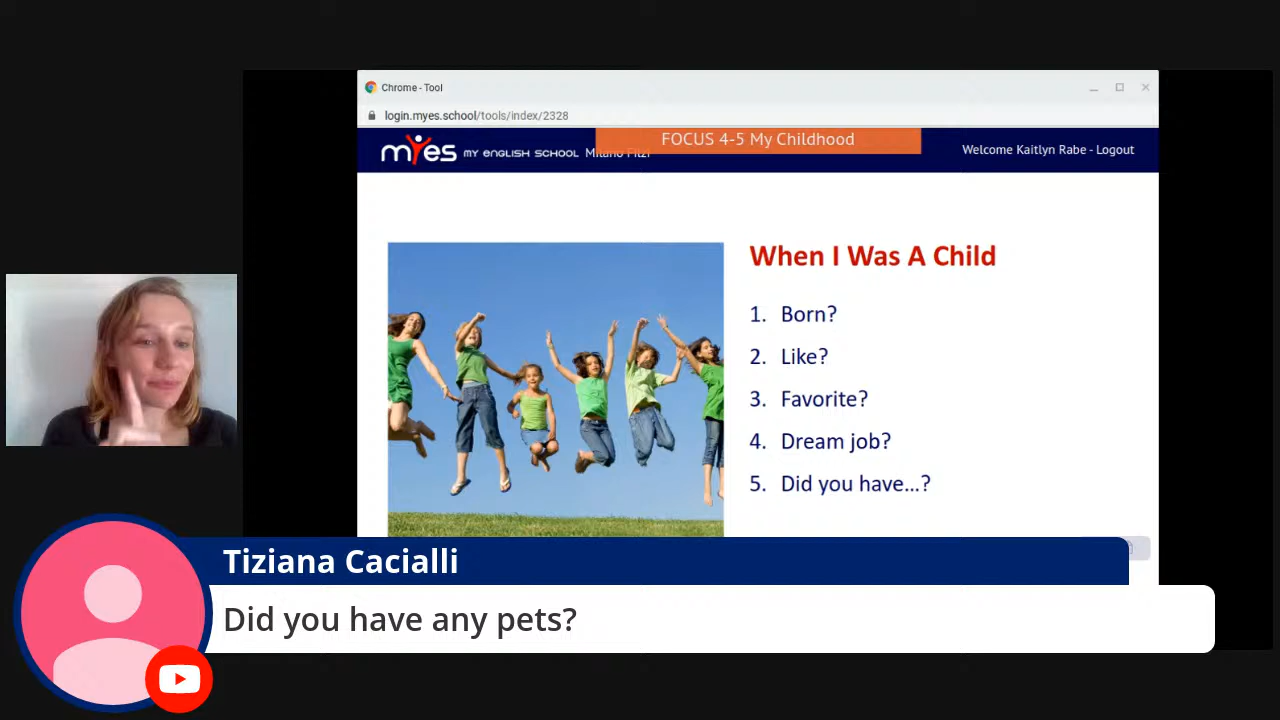 Chrome - Tool
login.myes.school/tools/index/2328
FOCUS 4-5 My Childhood
myes MY ENGLISH SCHOOL Milano Fitzi
Welcome Kaitlyn Rabe - Logout
When I Was A Child
1. Born?
2. Like?
3. Favorite?
4. Dream job?
5. Did you have...?
Tiziana Cacialli
Did you have any pets?